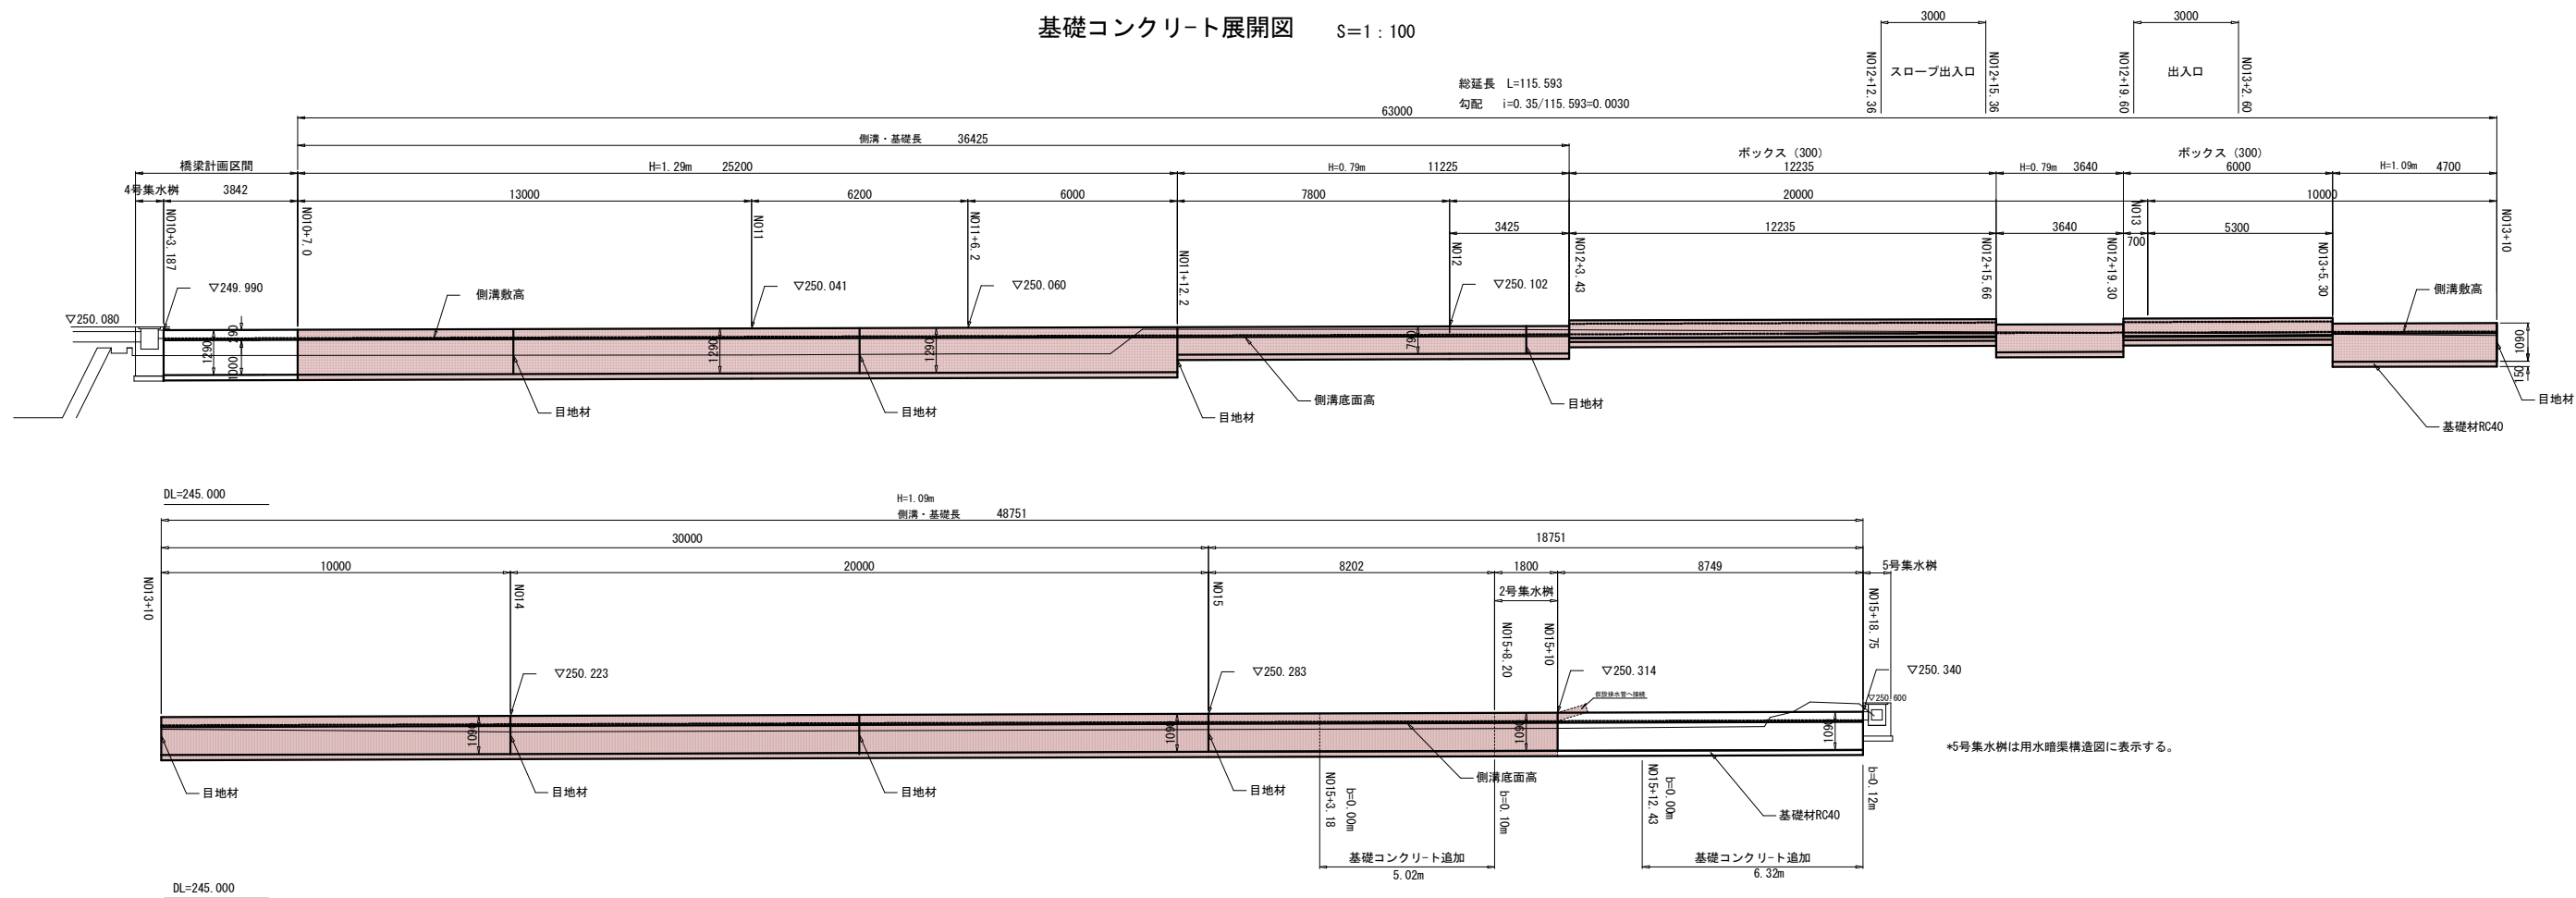 基礎コンクリート展開図 S=1:100
3000
3000
NO12+12.36
スロープ出入口
NO12+15.36
NO12+19.60
出入口
NO13+2.60
総延長 L=115.593
勾配 i=0.35/115.593=0.0030
63000
側溝・基礎長 36425
橋梁計画区間
H=1.29m 25200
H=0.79m 11225
ボックス(300)
12235
H=0.79m 3640
ボックス(300)
6000
H=1.09m 4700
4号集水桝 3842
13000
6200
6000
7800
20000
10000
3425
12235
3640
700
5300
NO10+3.187
NO10+7.0
NO11
NO11+6.2
NO11+12.2
NO12
NO12+3.43
NO12+15.66
NO12+19.30
NO13
NO13+5.30
NO13+10
▽250.080
▽249.990
側溝敷高
▽250.041
▽250.060
▽250.102
側溝敷高
290
1290
1000
1290
1290
790
1090
150
目地材
目地材
目地材
側溝底面高
目地材
目地材
基礎材RC40
DL=245.000
H=1.09m
側溝・基礎長 48751
30000
18751
10000
20000
8202
1800
8749
5号集水桝
2号集水桝
NO13+10
NO14
NO15
NO15+8.20
NO15+10
NO15+18.75
▽250.223
▽250.283
▽250.314
▽250.340
▽250.600
仮設排水管へ接続
1090
1090
1090
1090
*5号集水桝は用水暗渠構造図に表示する。
目地材
目地材
目地材
目地材
側溝底面高
基礎材RC40
NO15+3.18
b=0.00m
b=0.10m
NO15+12.43
b=0.00m
b=0.12m
基礎コンクリート追加
5.02m
基礎コンクリート追加
6.32m
DL=245.000